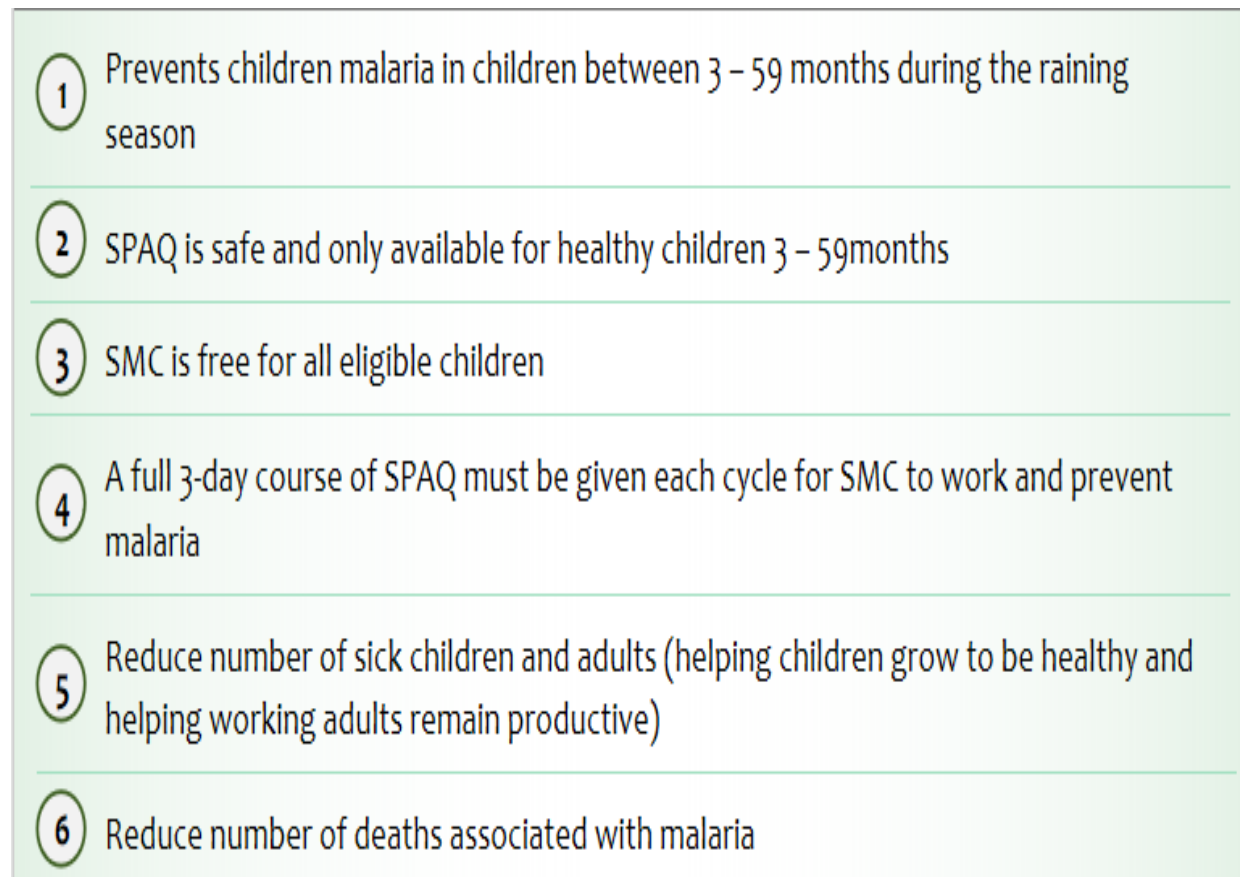 1
Prevents children malaria in children between 3 – 59 months during the raining
season
2
SPAQ is safe and only available for healthy children 3 – 59months
3
SMC is free for all eligible children
4
A full 3-day course of SPAQ must be given each cycle for SMC to work and prevent
malaria
5
Reduce number of sick children and adults (helping children grow to be healthy and
helping working adults remain productive)
6
Reduce number of deaths associated with malaria